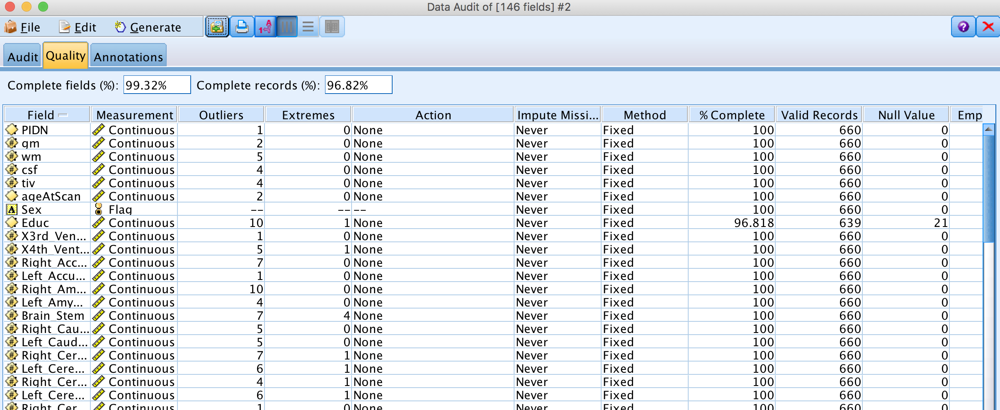 Data Audit of [146 fields] #2
File Edit Generate
Audit Quality Annotations
Complete fields (%): 99.32% Complete records (%): 96.82%
Field Measurement Outliers Extremes Action Impute Missi... Method % Complete Valid Records Null Value Emp
PIDN Continuous 1 0 None Never Fixed 100 660 0
gm Continuous 2 0 None Never Fixed 100 660 0
wm Continuous 5 0 None Never Fixed 100 660 0
csf Continuous 4 0 None Never Fixed 100 660 0
tiv Continuous 4 0 None Never Fixed 100 660 0
ageAtScan Continuous 2 0 None Never Fixed 100 660 0
Sex Flag -- -- -- Never Fixed 100 660 0
Educ Continuous 10 1 None Never Fixed 96.818 639 21
X3rd_Ven... Continuous 1 0 None Never Fixed 100 660 0
X4th_Vent... Continuous 5 1 None Never Fixed 100 660 0
Right_Acc... Continuous 7 0 None Never Fixed 100 660 0
Left_Accu... Continuous 1 0 None Never Fixed 100 660 0
Right_Am... Continuous 10 0 None Never Fixed 100 660 0
Left_Amy... Continuous 4 0 None Never Fixed 100 660 0
Brain_Stem Continuous 7 4 None Never Fixed 100 660 0
Right_Cau... Continuous 5 0 None Never Fixed 100 660 0
Left_Caud... Continuous 5 0 None Never Fixed 100 660 0
Right_Cer... Continuous 7 1 None Never Fixed 100 660 0
Left_Cere... Continuous 6 1 None Never Fixed 100 660 0
Right_Cer... Continuous 4 1 None Never Fixed 100 660 0
Left_Cere... Continuous 6 1 None Never Fixed 100 660 0
Right_Cer... Continuous 1 0 None Never Fixed 100 660 0